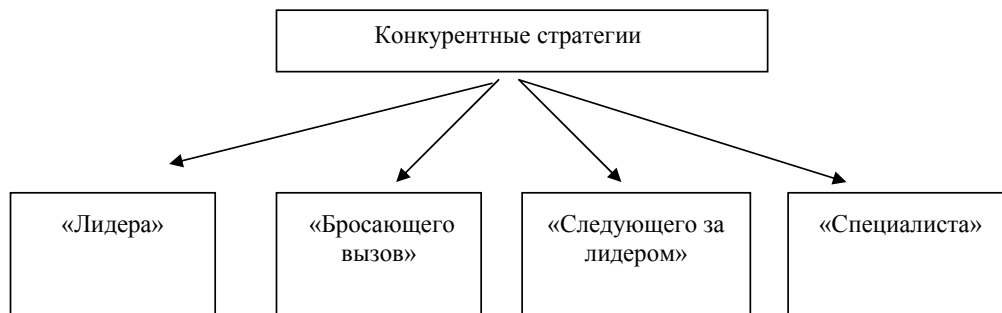 Конкурентные стратегии
«Лидера»
«Бросающего
вызов»
«Следующего за
лидером»
«Специалиста»